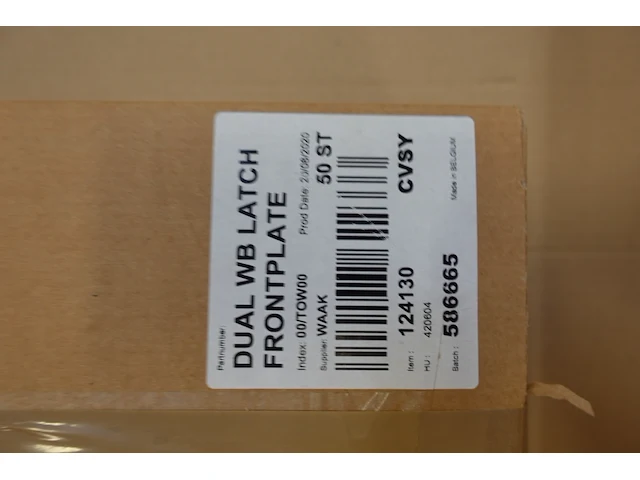 Partnumber:
DUAL WB LATCH
FRONTPLATE
Index: 00/TOW00 Prod Date: 20/08/2020
Supplier: WAAK 50 ST
Item: 124130 CVSY
HU: 420604
Batch: 586665 Made in BELGIUM